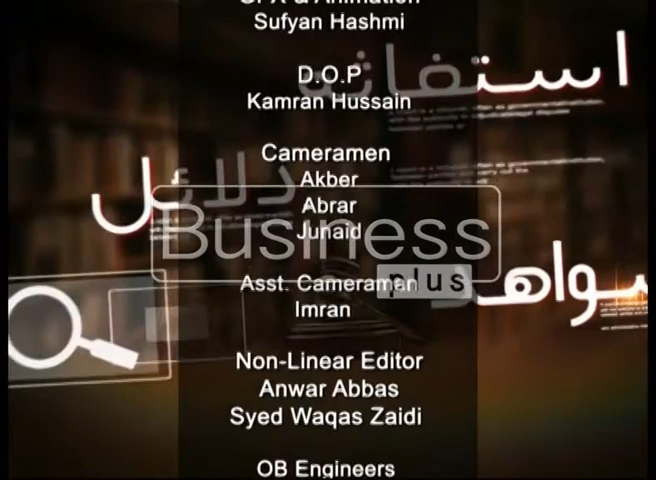 Sufyan Hashmi
D.O.P
Kamran Hussain
استغاثہ
Cameramen
Akber
دلائل
Abrar
Junaid
Business
plus
Asst. Cameraman
شواھد
Imran
Non-Linear Editor
Anwar Abbas
Syed Waqas Zaidi
OB Engineers